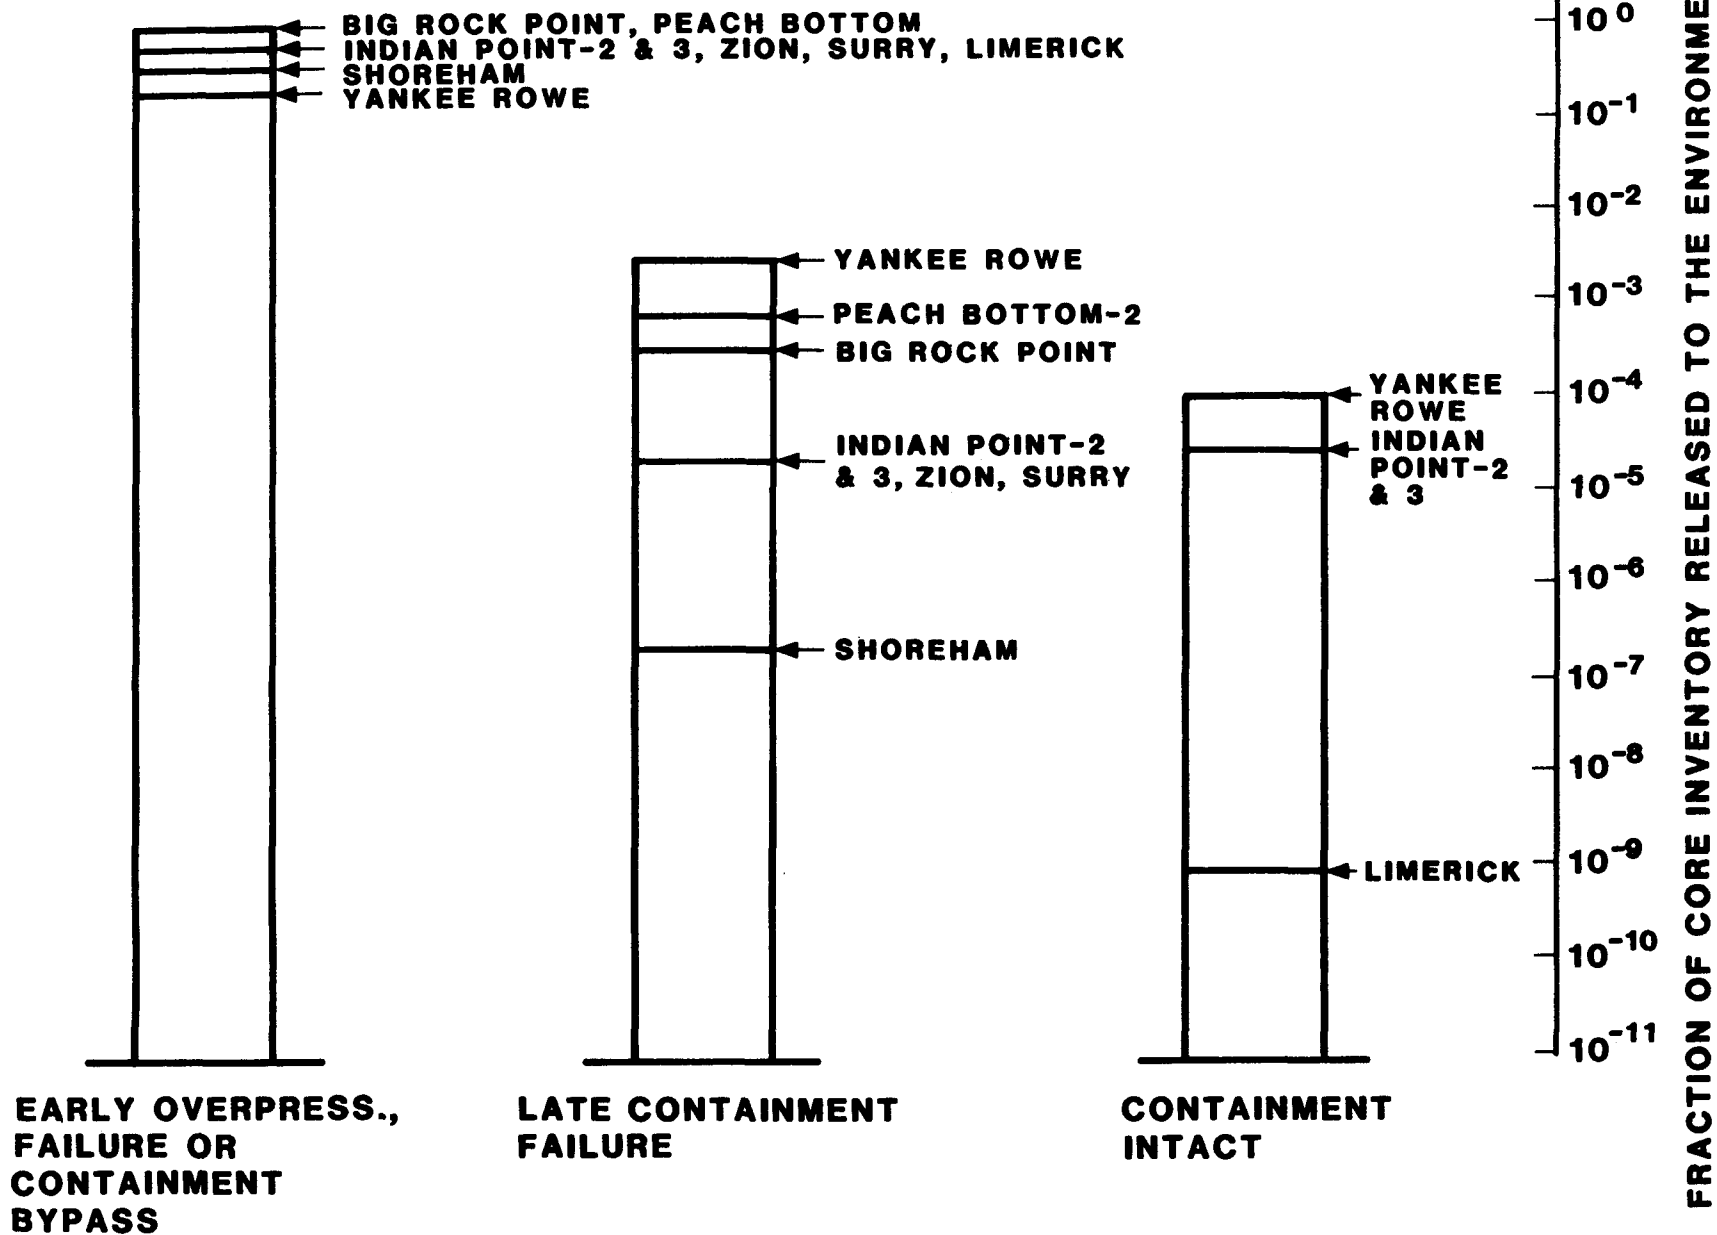 BIG ROCK POINT, PEACH BOTTOM
INDIAN POINT-2 & 3, ZION, SURRY, LIMERICK
SHOREHAM
YANKEE ROWE
YANKEE ROWE
PEACH BOTTOM-2
BIG ROCK POINT
INDIAN POINT-2
& 3, ZION, SURRY
SHOREHAM
YANKEE
ROWE
INDIAN
POINT-2
& 3
LIMERICK
10⁰
10⁻¹
10⁻²
10⁻³
10⁻⁴
10⁻⁵
10⁻⁶
10⁻⁷
10⁻⁸
10⁻⁹
10⁻¹⁰
10⁻¹¹
FRACTION OF CORE INVENTORY RELEASED TO THE ENVIRONME
EARLY OVERPRESS.,
FAILURE OR
CONTAINMENT
BYPASS
LATE CONTAINMENT
FAILURE
CONTAINMENT
INTACT